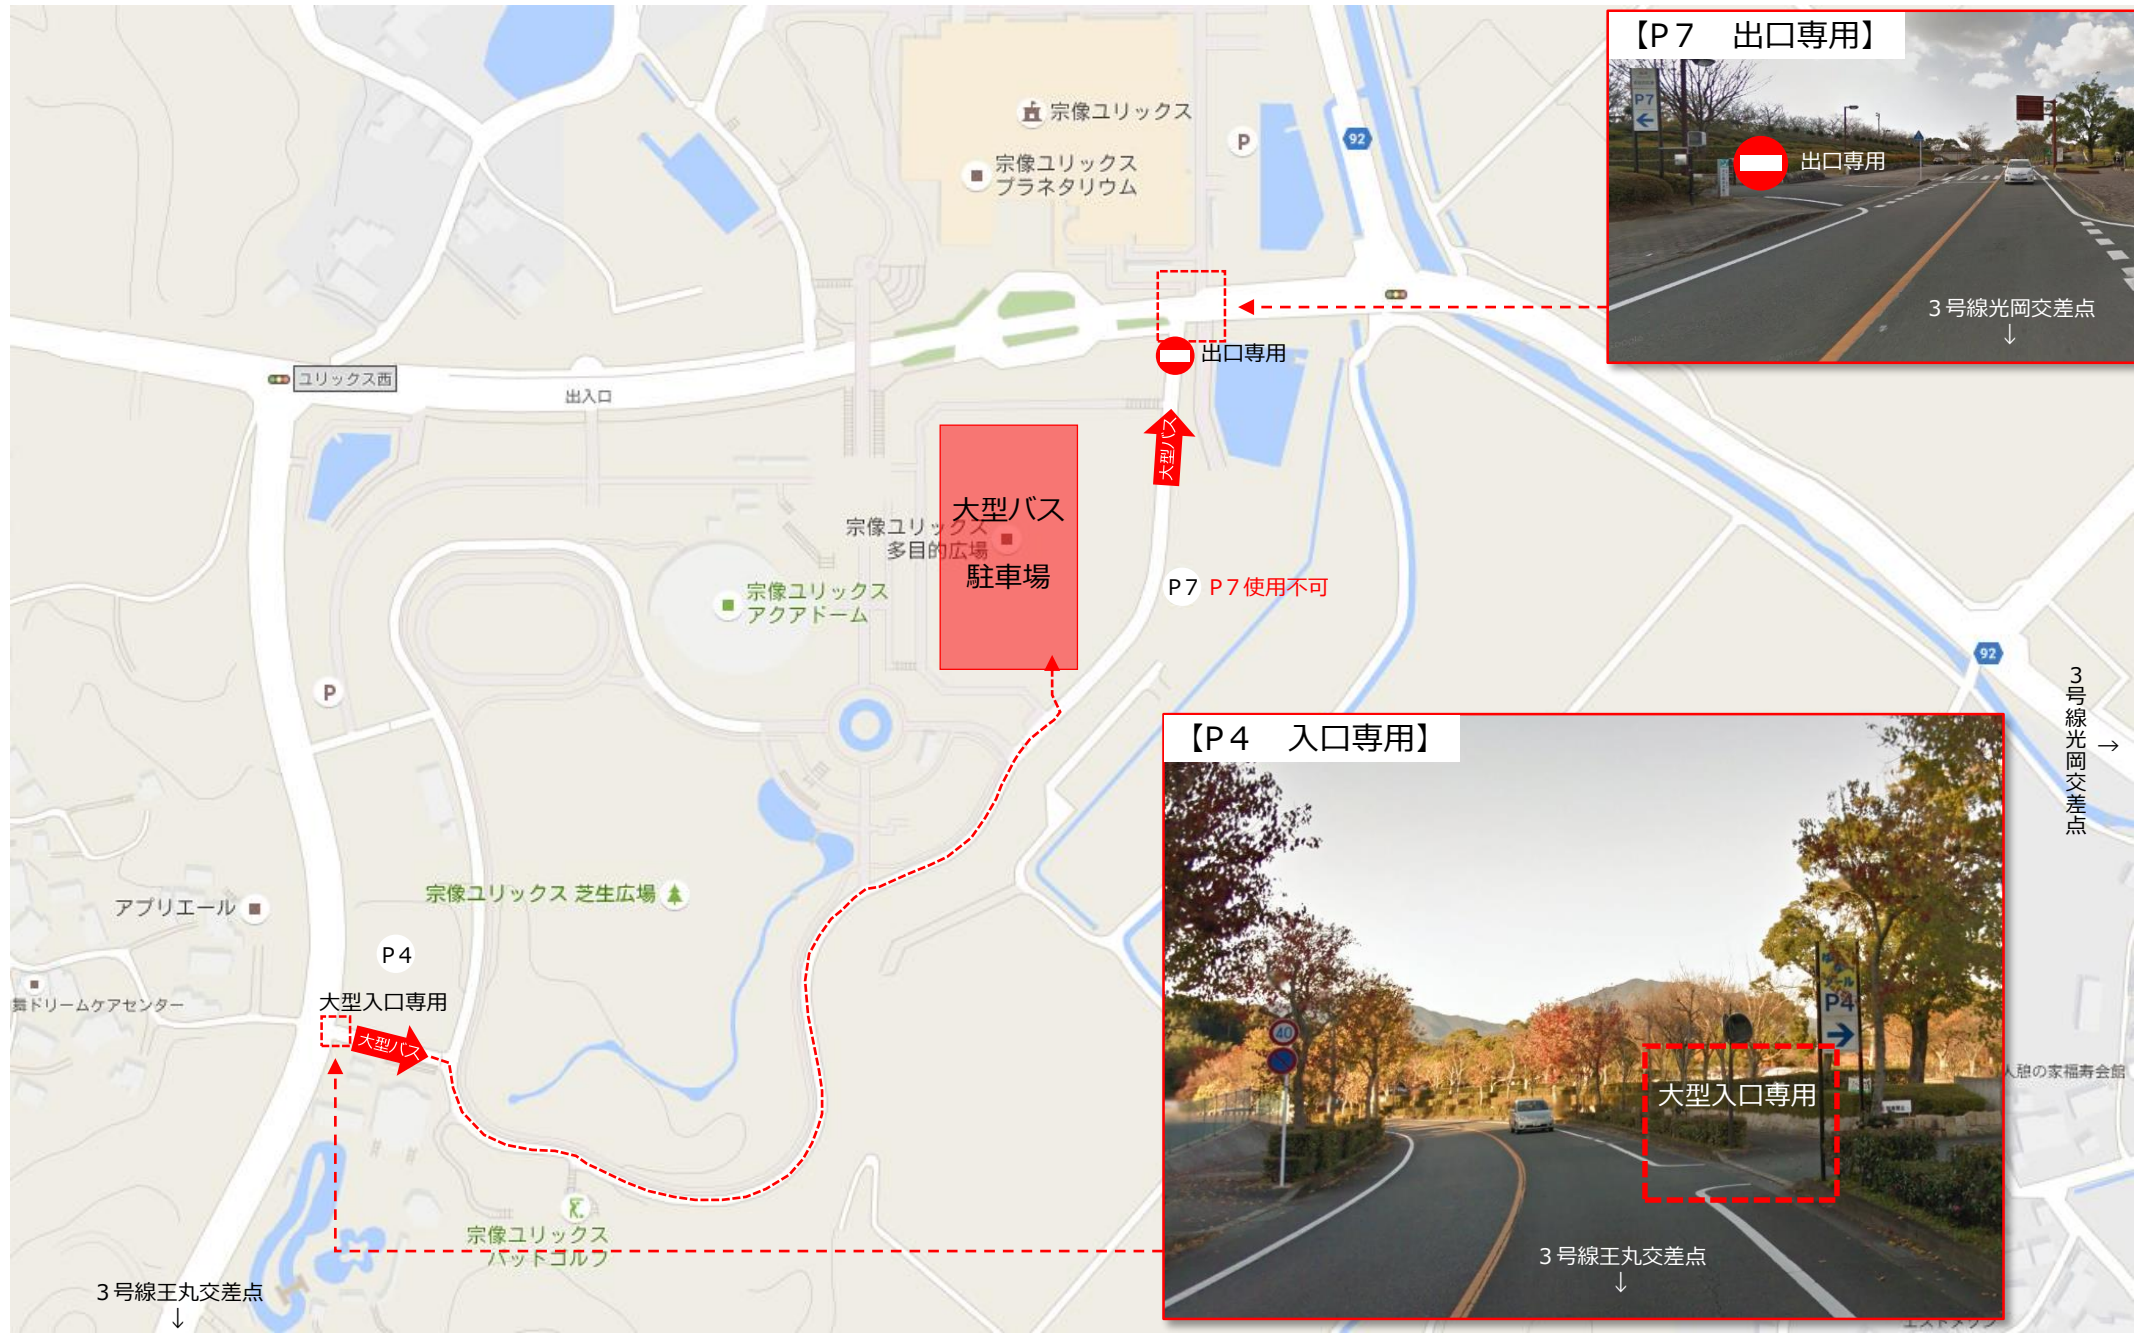 【P7　出口専用】
P7
出口専用
3号線光岡交差点
↓
宗像ユリックス
P
92
宗像ユリックス
プラネタリウム
出口専用
ユリックス西
出入口
大型バス
大型バス
駐車場
宗像ユリックス
多目的広場
P7 P7使用不可
宗像ユリックス
アクアドーム
92
3号線光岡交差点
→
P
【P4　入口専用】
40
P4
大型入口専用
3号線王丸交差点
↓
宗像ユリックス 芝生広場
アプリエール
P4
大型入口専用
大型バス
舞ドリームケアセンター
人憩の家福寿会館
宗像ユリックス
ハットゴルフ
3号線王丸交差点
↓